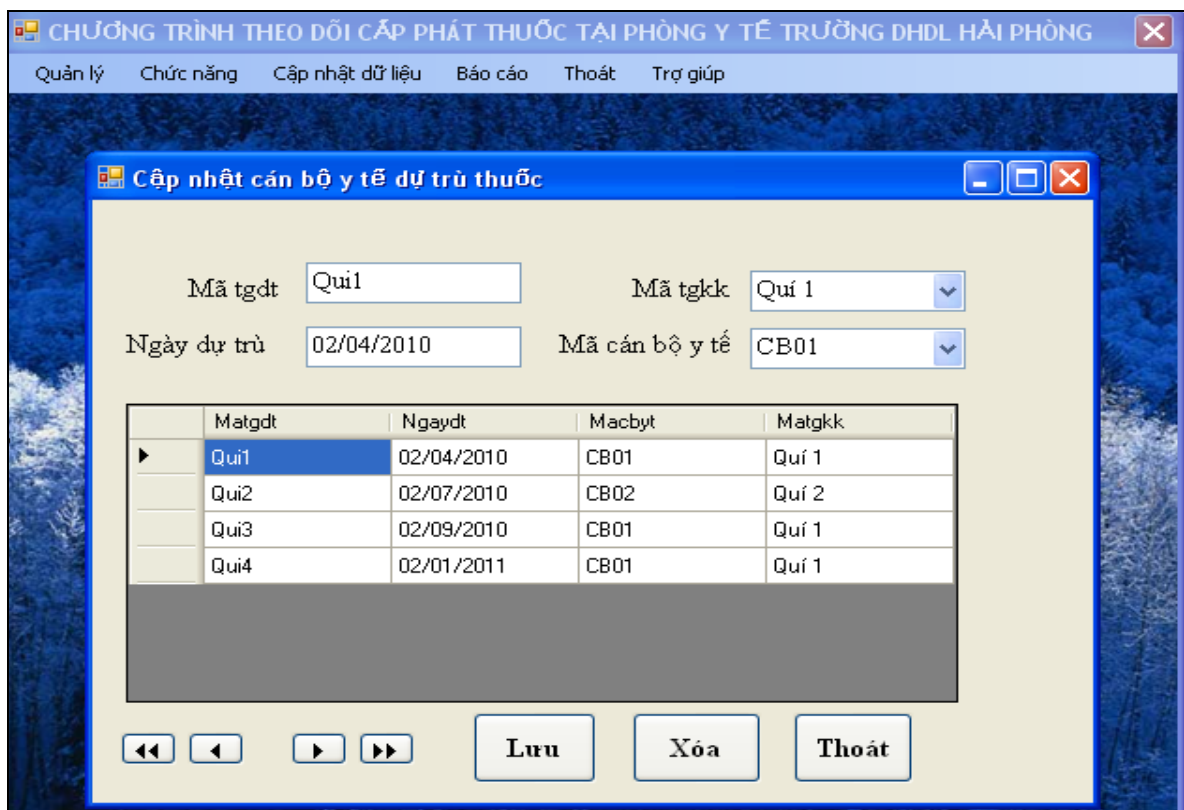 CHƯƠNG TRÌNH THEO DÕI CẤP PHÁT THUỐC TẠI PHÒNG Y TẾ TRƯỜNG DHDL HẢI PHÒNG
Quản lý Chức năng Cập nhật dữ liệu Báo cáo Thoát Trợ giúp
Cập nhật cán bộ y tế dự trù thuốc
Mã tgdt Qui1 Mã tgkk Quí 1
Ngày dự trù 02/04/2010 Mã cán bộ y tế CB01
Matgdt Ngaydt Macbyt Matgkk
Qui1 02/04/2010 CB01 Quí 1
Qui2 02/07/2010 CB02 Quí 2
Qui3 02/09/2010 CB01 Quí 1
Qui4 02/01/2011 CB01 Quí 1
Lưu Xóa Thoát